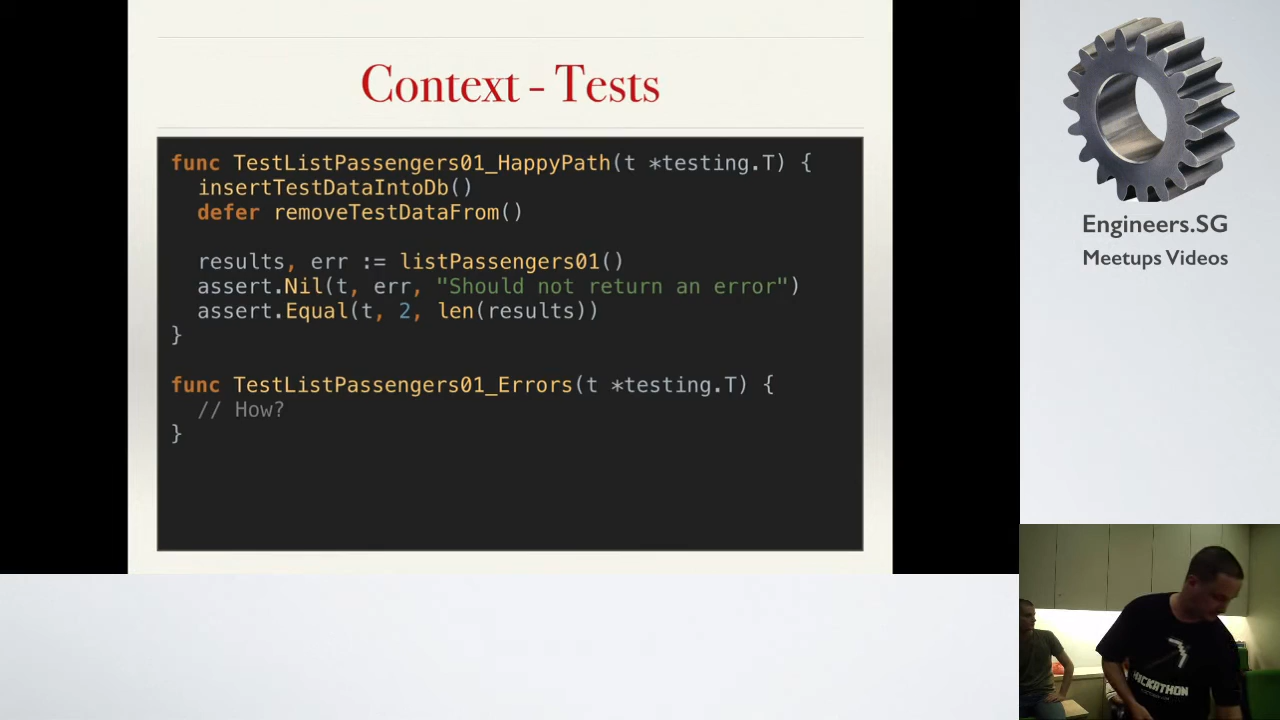 Context - Tests
func TestListPassengers01_HappyPath(t *testing.T) {
insertTestDataIntoDb()
defer removeTestDataFrom()
results, err := listPassengers01()
assert.Nil(t, err, "Should not return an error")
assert.Equal(t, 2, len(results))
}
func TestListPassengers01_Errors(t *testing.T) {
// How?
}
Engineers.SG
Meetups Videos
HACKATHON